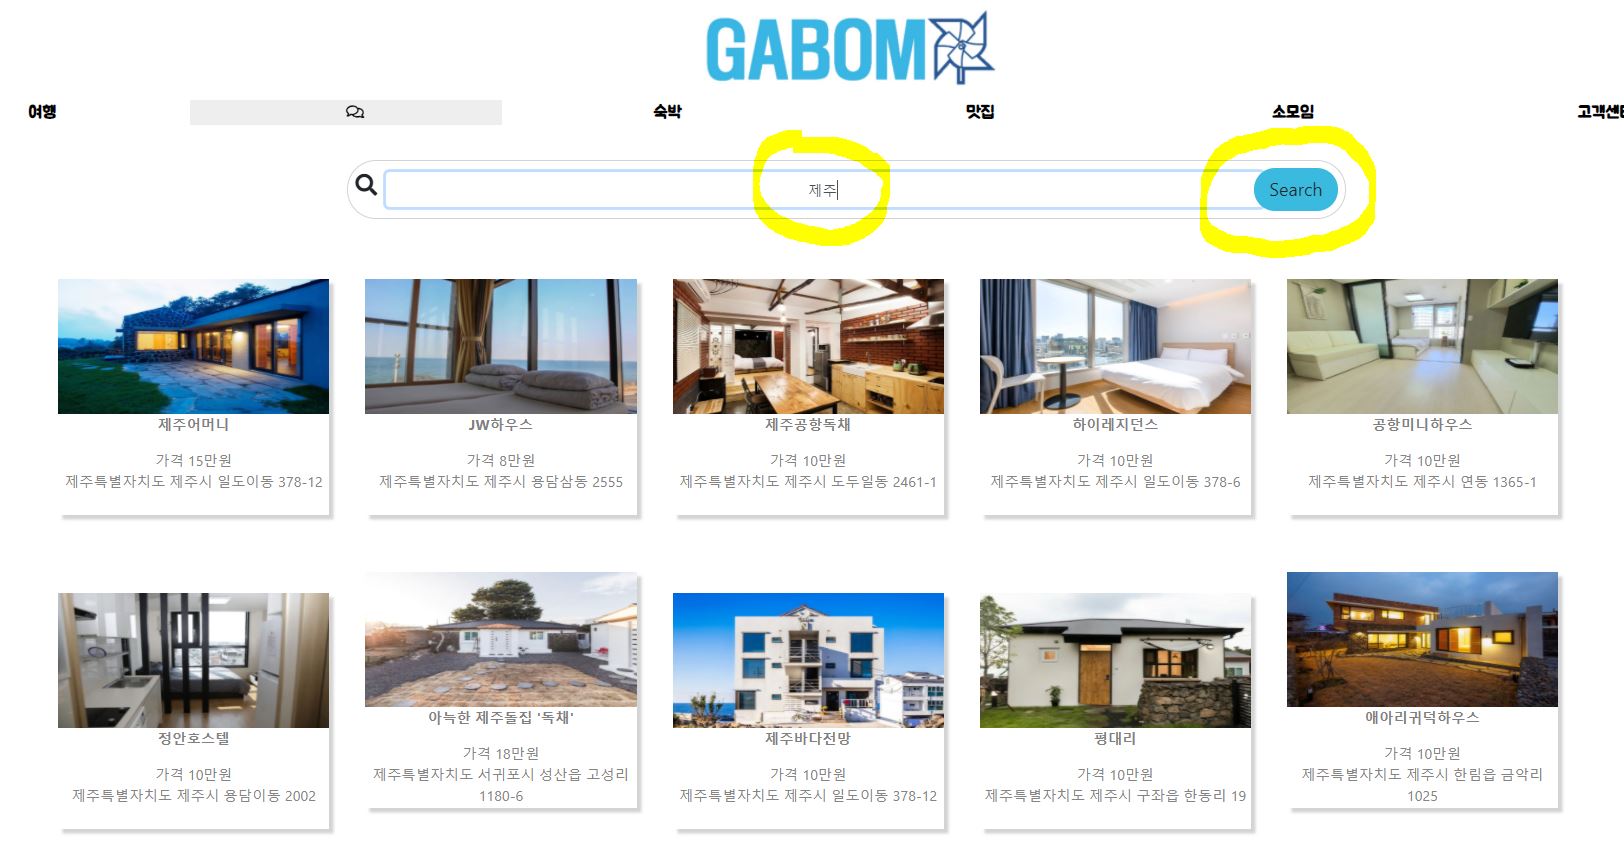 GABOM
여행
숙박
맛집
소모임
고객센터
제주
Search
제주어머니
가격 15만원
제주특별자치도 제주시 일도이동 378-12
JW하우스
가격 8만원
제주특별자치도 제주시 용담삼동 2555
제주공항독채
가격 10만원
제주특별자치도 제주시 도두일동 2461-1
하이레지던스
가격 10만원
제주특별자치도 제주시 일도이동 378-6
공항미니하우스
가격 10만원
제주특별자치도 제주시 연동 1365-1
정안호스텔
가격 10만원
제주특별자치도 제주시 용담이동 2002
아늑한 제주돌집 '독채'
가격 18만원
제주특별자치도 서귀포시 성산읍 고성리
1180-6
제주바다전망
가격 10만원
제주특별자치도 제주시 일도이동 378-12
평대리
가격 10만원
제주특별자치도 제주시 구좌읍 한동리 19
애아리귀덕하우스
가격 10만원
제주특별자치도 제주시 한림읍 금악리
1025